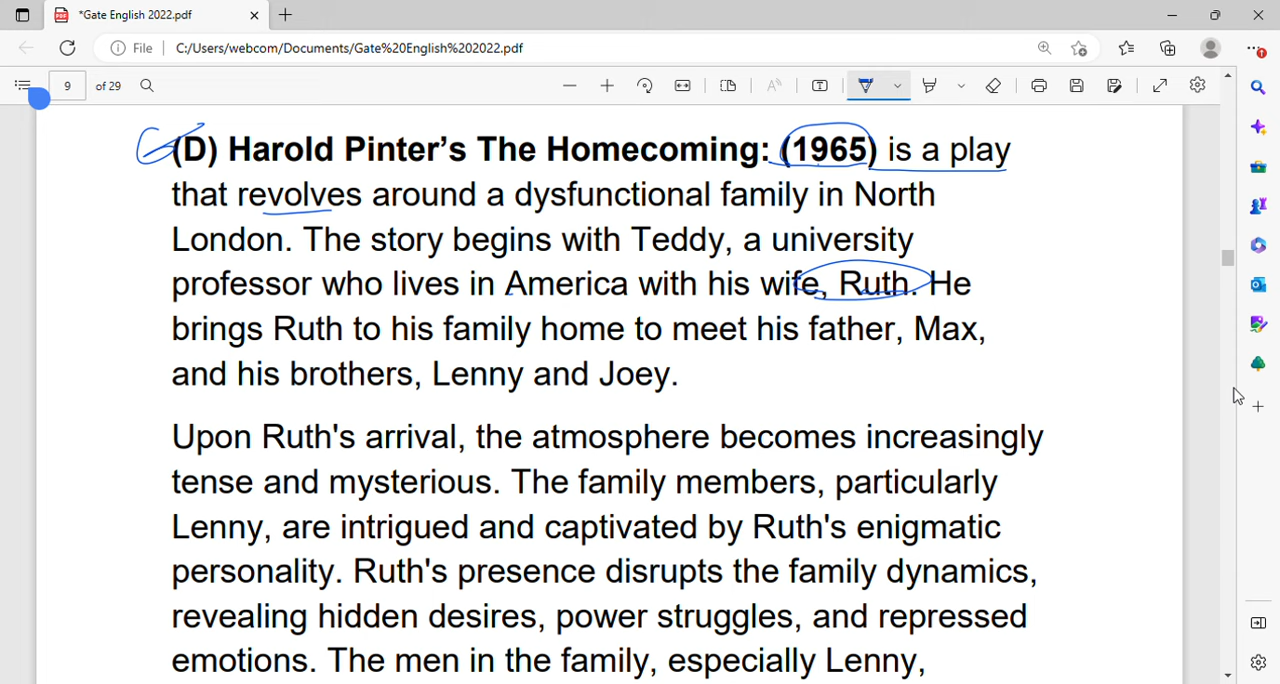 *Gate English 2022.pdf
File C:/Users/webcom/Documents/Gate%20English%202022.pdf
9 of 29
(D) Harold Pinter’s The Homecoming: (1965) is a play
that revolves around a dysfunctional family in North
London. The story begins with Teddy, a university
professor who lives in America with his wife, Ruth. He
brings Ruth to his family home to meet his father, Max,
and his brothers, Lenny and Joey.
Upon Ruth's arrival, the atmosphere becomes increasingly
tense and mysterious. The family members, particularly
Lenny, are intrigued and captivated by Ruth's enigmatic
personality. Ruth's presence disrupts the family dynamics,
revealing hidden desires, power struggles, and repressed
emotions. The men in the family, especially Lenny,